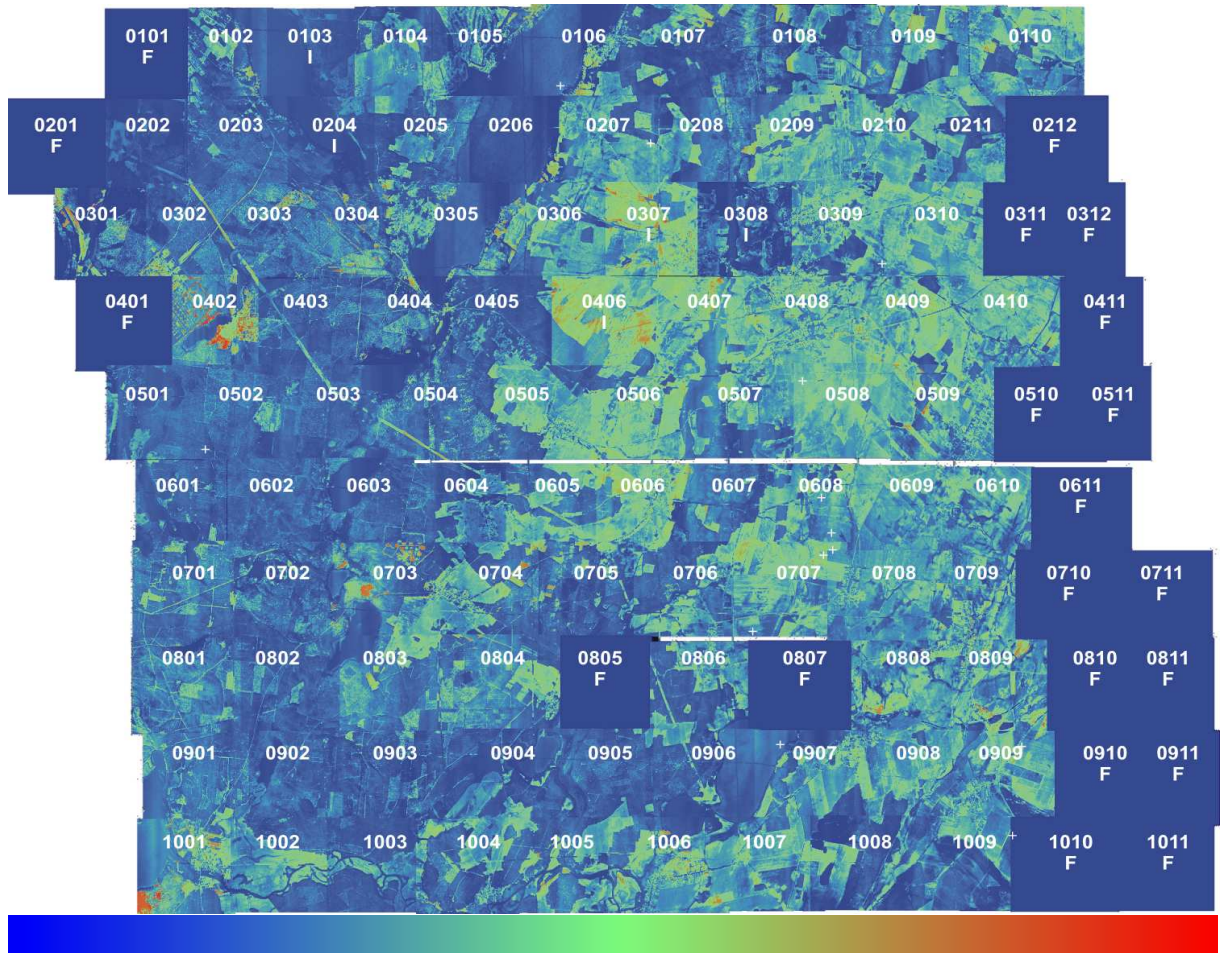 0101 0102 0103 0104 0105 0106 0107 0108 0109 0110
F I
0201 0202 0203 0204 0205 0206 0207 0208 0209 0210 0211 0212
F I F
0301 0302 0303 0304 0305 0306 0307 0308 0309 0310 0311 0312
I I F F
0401 0402 0403 0404 0405 0406 0407 0408 0409 0410 0411
F I F
0501 0502 0503 0504 0505 0506 0507 0508 0509 0510 0511
F F
0601 0602 0603 0604 0605 0606 0607 0608 0609 0610 0611
F
0701 0702 0703 0704 0705 0706 0707 0708 0709 0710 0711
F F
0801 0802 0803 0804 0805 0806 0807 0808 0809 0810 0811
F F F F
0901 0902 0903 0904 0905 0906 0907 0908 0909 0910 0911
F F
1001 1002 1003 1004 1005 1006 1007 1008 1009 1010 1011
F F